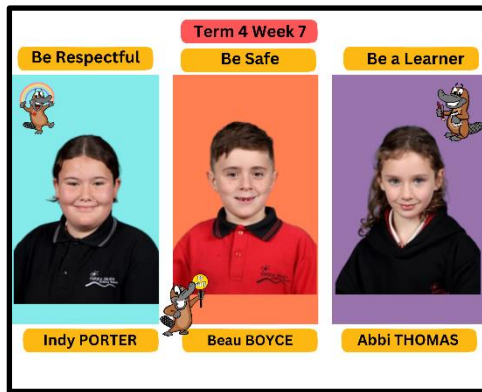 Term 4 Week 7
Be Respectful
Be Safe
Be a Learner
Indy PORTER
Beau BOYCE
Abbi THOMAS